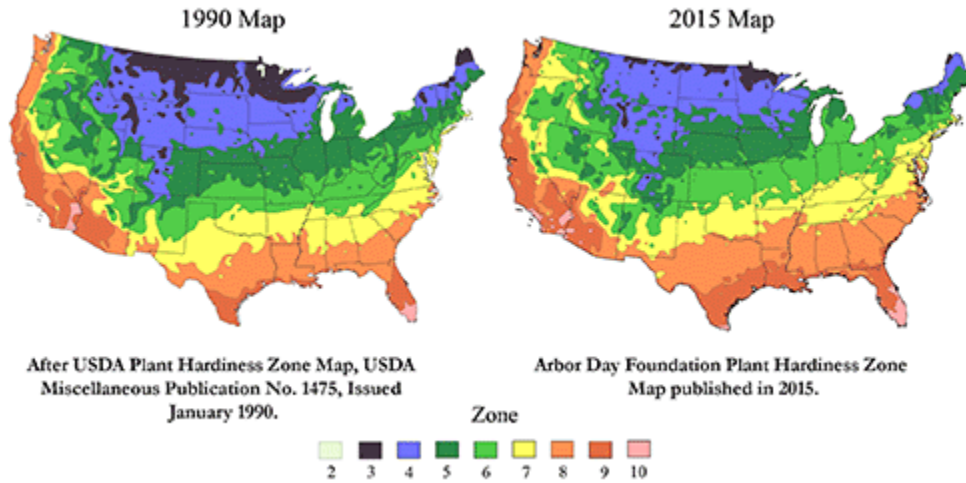 1990 Map
2015 Map
After USDA Plant Hardiness Zone Map, USDA
Miscellaneous Publication No. 1475, Issued
January 1990.
Arbor Day Foundation Plant Hardiness Zone
Map published in 2015.
Zone
2 3 4 5 6 7 8 9 10